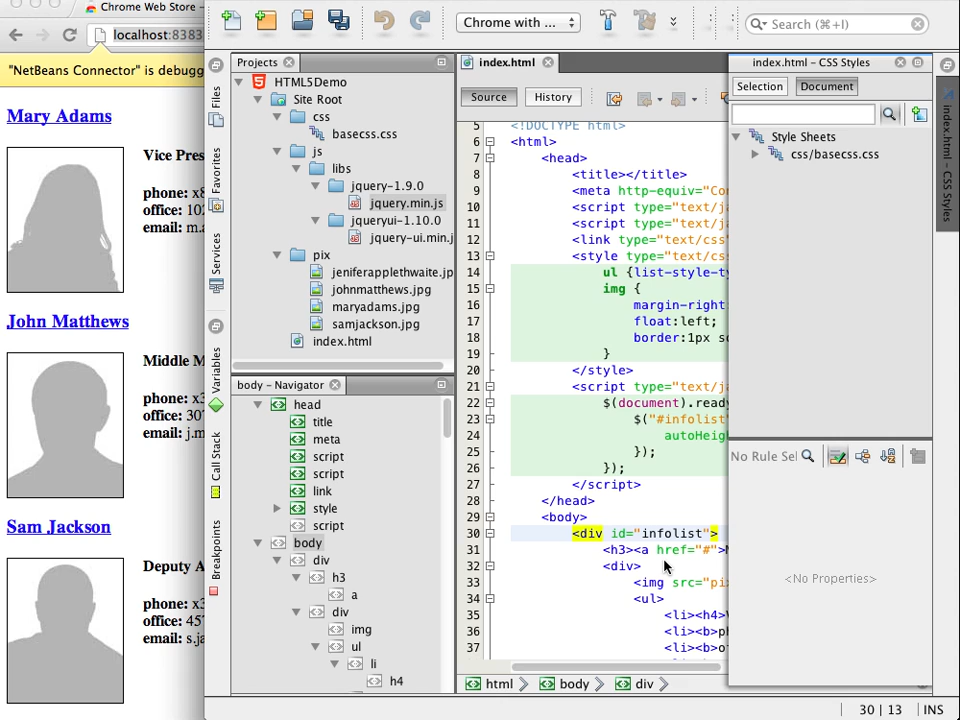 Chrome Web Store -
localhost:8383
"NetBeans Connector" is debugg
Mary Adams
Vice Pres
phone: x8
office: 102
email: m.a
John Matthews
Middle M
phone: x3
office: 307
email: j.m
Sam Jackson
Deputy A
phone: x3
office: 457
email: s.ja
Chrome with ...
Search (⌘+I)
Files
Favorites
Services
Variables
Call Stack
Breakpoints
Projects
HTML5Demo
Site Root
css
basecss.css
js
libs
jquery-1.9.0
jquery.min.js
jqueryui-1.10.0
jquery-ui.min.j
pix
jeniferapplethwaite.jp
johnmatthews.jpg
maryadams.jpg
samjackson.jpg
index.html
body - Navigator
head
title
meta
script
script
link
style
script
body
div
h3
a
div
img
ul
li
h4
index.html
Source
History
5 <!DOCTYPE html>
6 <html>
7 <head>
8 <title></title>
9 <meta http-equiv="Co
10 <script type="text/ja
11 <script type="text/ja
12 <link type="text/css
13 <style type="text/cs
14 ul {list-style-ty
15 img {
16 margin-right:
17 float:left;
18 border:1px so
19 }
20 </style>
21 <script type="text/ja
22 $(document).ready
23 $("#infolist"
24 autoHeigh
25 });
26 });
27 </script>
28 </head>
29 <body>
30 <div id="infolist">
31 <h3><a href="#">M
32 <div>
33 <img src="pix
34 <ul>
35 <li><h4>V
36 <li><b>ph
37 <li><b>of
html
body
div
index.html - CSS Styles
Selection
Document
Style Sheets
css/basecss.css
No Rule Sel
<No Properties>
index.html - CSS Styles
30 | 13
INS